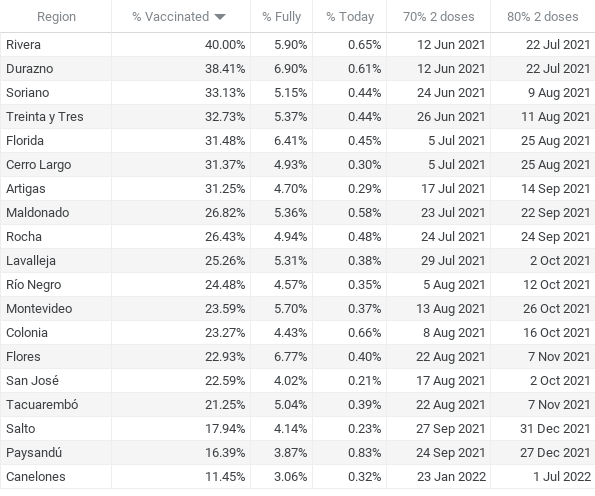 Region % Vaccinated % Fully % Today 70% 2 doses 80% 2 doses
Rivera 40.00% 5.90% 0.65% 12 Jun 2021 22 Jul 2021
Durazno 38.41% 6.90% 0.61% 12 Jun 2021 22 Jul 2021
Soriano 33.13% 5.15% 0.44% 24 Jun 2021 9 Aug 2021
Treinta y Tres 32.73% 5.37% 0.44% 26 Jun 2021 11 Aug 2021
Florida 31.48% 6.41% 0.45% 5 Jul 2021 25 Aug 2021
Cerro Largo 31.37% 4.93% 0.30% 5 Jul 2021 25 Aug 2021
Artigas 31.25% 4.70% 0.29% 17 Jul 2021 14 Sep 2021
Maldonado 26.82% 5.36% 0.58% 23 Jul 2021 22 Sep 2021
Rocha 26.43% 4.94% 0.48% 24 Jul 2021 24 Sep 2021
Lavalleja 25.26% 5.31% 0.38% 29 Jul 2021 2 Oct 2021
Río Negro 24.48% 4.57% 0.35% 5 Aug 2021 12 Oct 2021
Montevideo 23.59% 5.70% 0.37% 13 Aug 2021 26 Oct 2021
Colonia 23.27% 4.43% 0.66% 8 Aug 2021 16 Oct 2021
Flores 22.93% 6.77% 0.40% 22 Aug 2021 7 Nov 2021
San José 22.59% 4.02% 0.21% 17 Aug 2021 2 Oct 2021
Tacuarembó 21.25% 5.04% 0.39% 22 Aug 2021 7 Nov 2021
Salto 17.94% 4.14% 0.23% 27 Sep 2021 31 Dec 2021
Paysandú 16.39% 3.87% 0.83% 24 Sep 2021 27 Dec 2021
Canelones 11.45% 3.06% 0.32% 23 Jan 2022 1 Jul 2022